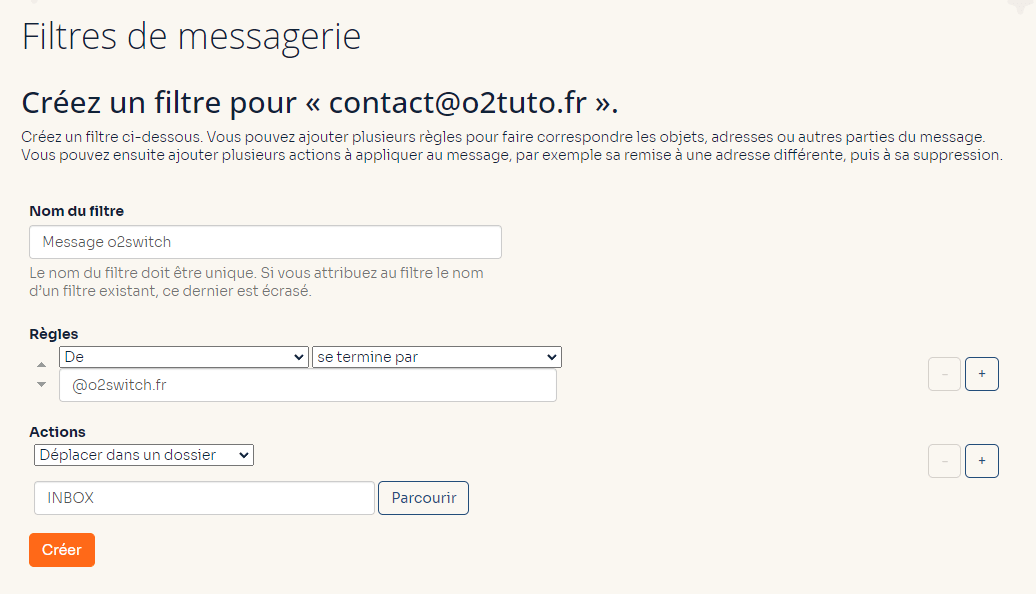 Filtres de messagerie
Créez un filtre pour « contact@o2tuto.fr ».
Créez un filtre ci-dessous. Vous pouvez ajouter plusieurs règles pour faire correspondre les objets, adresses ou autres parties du message.
Vous pouvez ensuite ajouter plusieurs actions à appliquer au message, par exemple sa remise à une adresse différente, puis à sa suppression.
Nom du filtre
Message o2switch
Le nom du filtre doit être unique. Si vous attribuez au filtre le nom
d’un filtre existant, ce dernier est écrasé.
Règles
De se termine par
@o2switch.fr
- +
Actions
Déplacer dans un dossier
- +
INBOX Parcourir
Créer